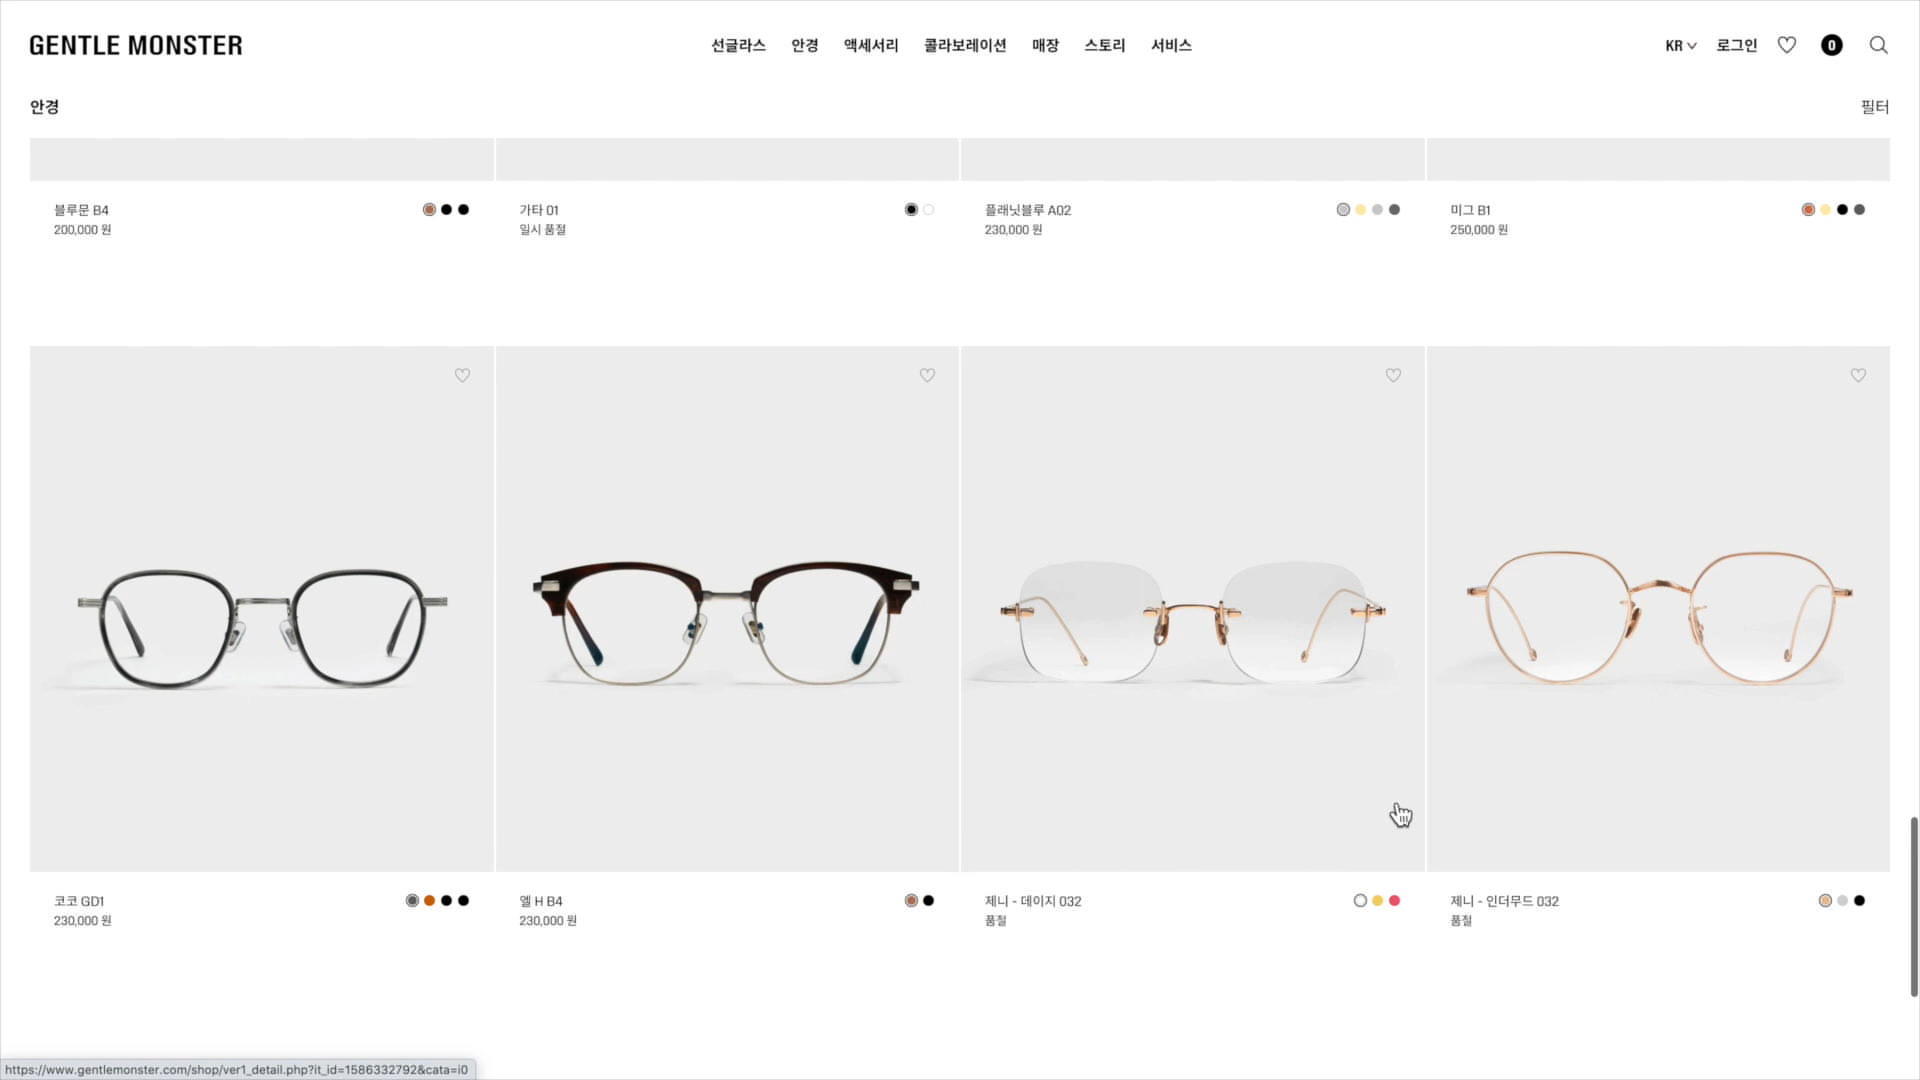 GENTLE MONSTER
선글라스 안경 액세서리 콜라보레이션 매장 스토리 서비스
KR 로그인 0
안경
필터
블루문 B4
200,000 원
가타 01
일시 품절
플래닛블루 A02
230,000 원
미그 B1
250,000 원
코코 GD1
230,000 원
엘 H B4
230,000 원
제니 - 데이지 032
품절
제니 - 인더무드 032
품절
https://www.gentlemonster.com/shop/ver1_detail.php?it_id=1586332792&cata=i0